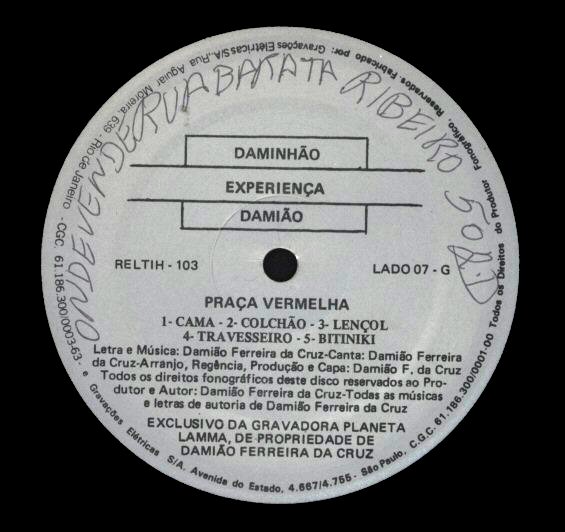 DAMINHÃO
EXPERIENÇA
DAMIÃO
RELTIH - 103
LADO 07 - G
PRAÇA VERMELHA
1- CAMA - 2- COLCHÃO - 3- LENÇOL
4- TRAVESSEIRO - 5- BITINIKI
Letra e Música: Damião Ferreira da Cruz-Canta: Damião Ferreira
da Cruz-Arranjo, Regência, Produção e Capa: Damião F. da Cruz
Todos os direitos fonográficos deste disco reservados ao Pro-
dutor e Autor: Damião Ferreira da Cruz-Todas as músicas
e letras de autoria de Damião Ferreira da Cruz
EXCLUSIVO DA GRAVADORA PLANETA
LAMMA, DE PROPRIEDADE DE
DAMIÃO FERREIRA DA CRUZ
ONDE VENDE RUA BARATA RIBEIRO 502
Todos os Direitos do Produtor Fonográfico. Reservados Fabricado por: Gravações Elétricas S/A., Rua Aguiar Moreira, 639 - Rio de Janeiro - CGC. 61.186.300/0003-63- e Gravações Elétricas S/A. Avenida do Estado, 4.667/4.755 - São Paulo, C.G.C. 61.186.300/0001-00